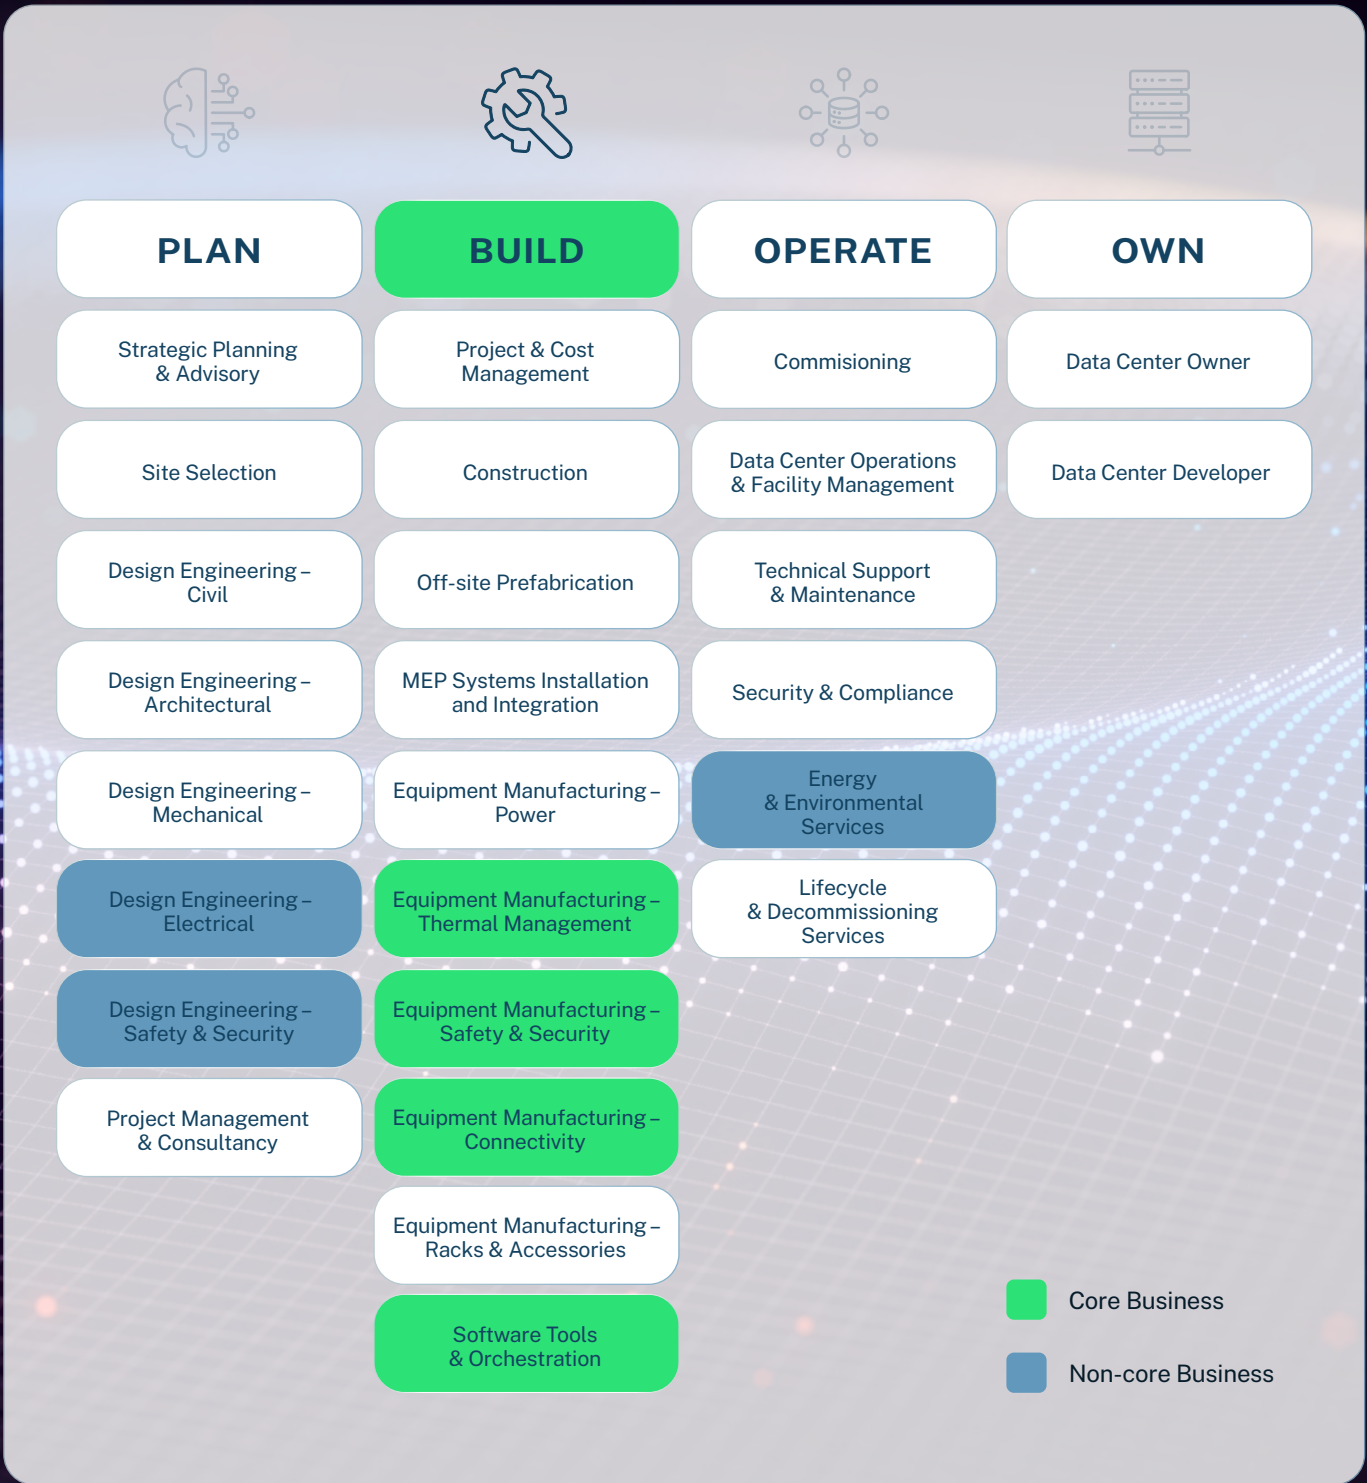 PLAN
BUILD
OPERATE
OWN
Strategic Planning
& Advisory
Project & Cost
Management
Commisioning
Data Center Owner
Site Selection
Construction
Data Center Operations
& Facility Management
Data Center Developer
Design Engineering –
Civil
Off-site Prefabrication
Technical Support
& Maintenance
Design Engineering –
Architectural
MEP Systems Installation
and Integration
Security & Compliance
Design Engineering –
Mechanical
Equipment Manufacturing –
Power
Energy
& Environmental
Services
Design Engineering –
Electrical
Equipment Manufacturing –
Thermal Management
Lifecycle
& Decommissioning
Services
Design Engineering –
Safety & Security
Equipment Manufacturing –
Safety & Security
Project Management
& Consultancy
Equipment Manufacturing –
Connectivity
Equipment Manufacturing –
Racks & Accessories
Software Tools
& Orchestration
Core Business
Non-core Business